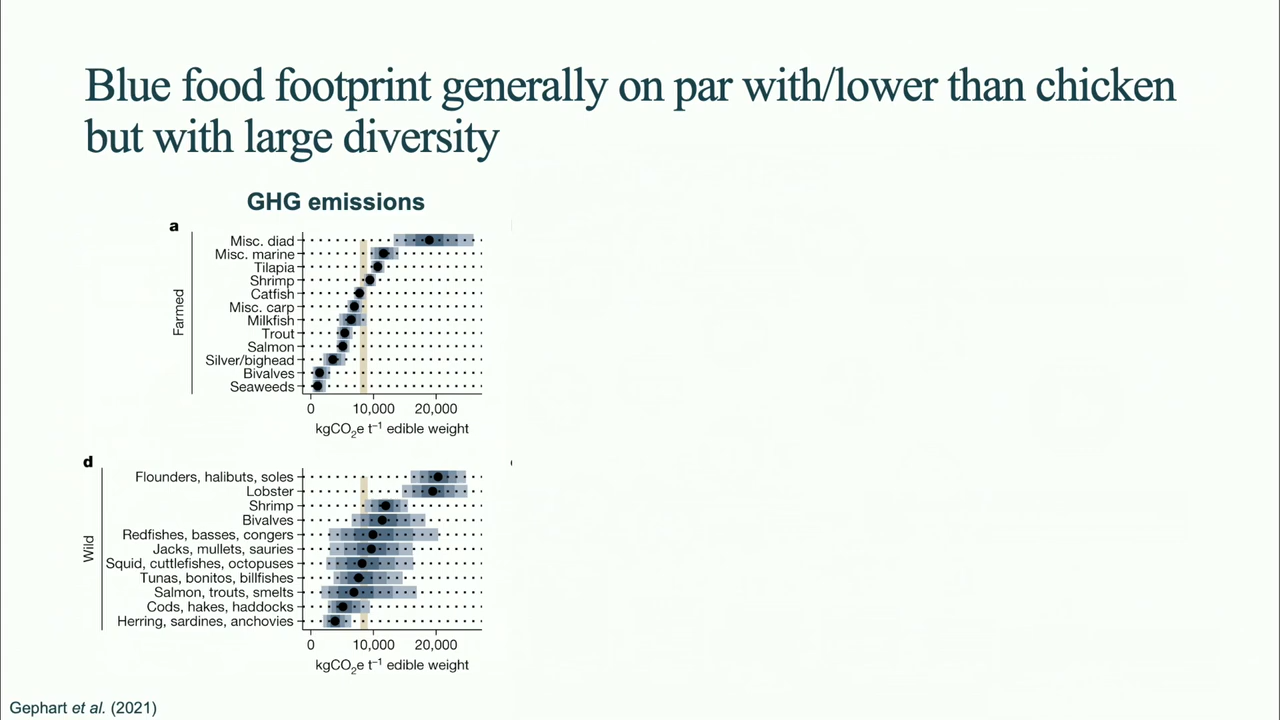 Blue food footprint generally on par with/lower than chicken
but with large diversity
GHG emissions
a
Farmed
Misc. diad
Misc. marine
Tilapia
Shrimp
Catfish
Misc. carp
Milkfish
Trout
Salmon
Silver/bighead
Bivalves
Seaweeds
0 10,000 20,000
kgCO₂e t⁻¹ edible weight
d
Wild
Flounders, halibuts, soles
Lobster
Shrimp
Bivalves
Redfishes, basses, congers
Jacks, mullets, sauries
Squid, cuttlefishes, octopuses
Tunas, bonitos, billfishes
Salmon, trouts, smelts
Cods, hakes, haddocks
Herring, sardines, anchovies
0 10,000 20,000
kgCO₂e t⁻¹ edible weight
Gephart et al. (2021)